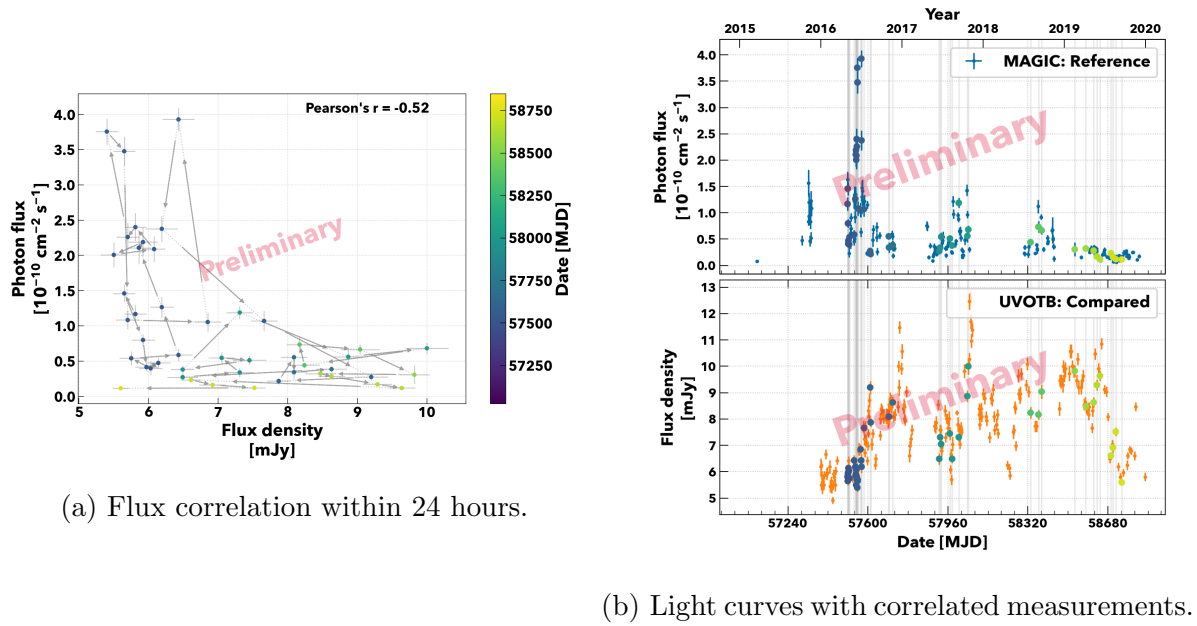 Pearson's r = -0.52
4.0
3.5
3.0
2.5
2.0
1.5
1.0
0.5
0.0
Photon flux
[10⁻¹⁰ cm⁻² s⁻¹]
Preliminary
5 6 7 8 9 10
Flux density
[mJy]
58750
58500
58250
58000
57750
57500
57250
Date [MJD]
(a) Flux correlation within 24 hours.
Year
2015 2016 2017 2018 2019 2020
MAGIC: Reference
4.0
3.5
3.0
2.5
2.0
1.5
1.0
0.5
0.0
Photon flux
[10⁻¹⁰ cm⁻² s⁻¹]
Preliminary
UVOTB: Compared
13
12
11
10
9
8
7
6
5
Flux density
[mJy]
Preliminary
57240 57600 57960 58320 58680
Date [MJD]
(b) Light curves with correlated measurements.